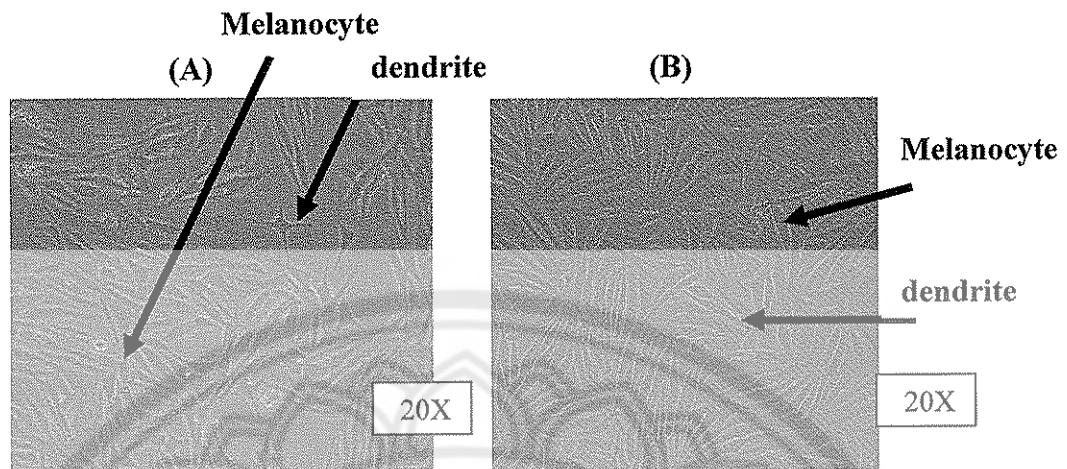 Melanocyte
(A)
dendrite
(B)
Melanocyte
dendrite
20X
20X